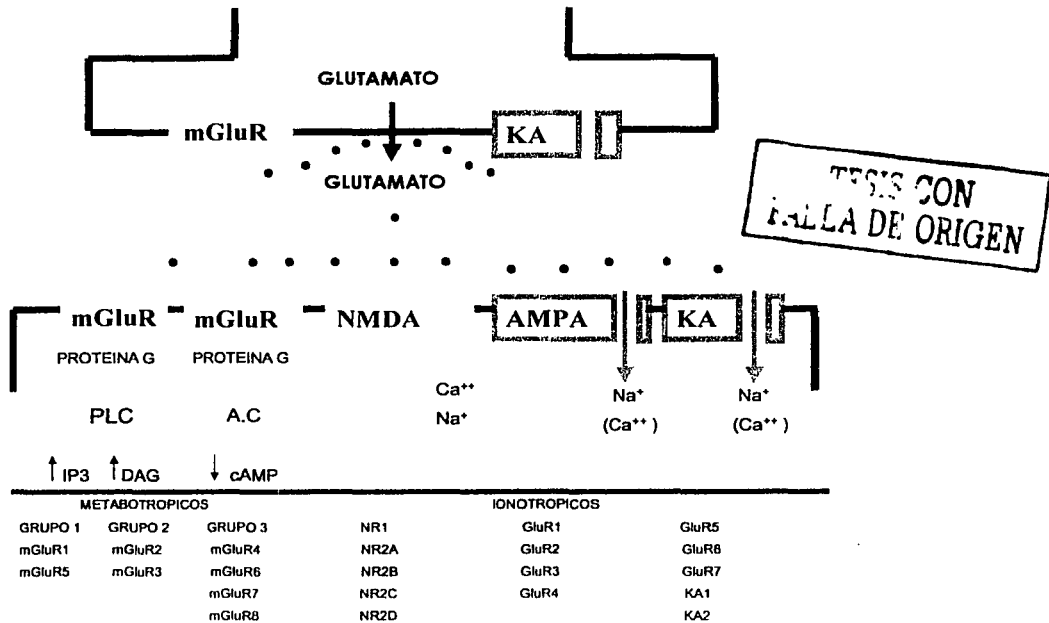 GLUTAMATO
mGluR KA
GLUTAMATO
TESIS CON
FALLA DE ORIGEN
mGluR mGluR NMDA AMPA KA
PROTEINA G PROTEINA G
Ca⁺⁺
Na⁺ Na⁺
PLC A.C Na⁺ (Ca⁺⁺) (Ca⁺⁺)
↑ IP3 ↑ DAG ↓ cAMP
METABOTROPICOS IONOTROPICOS
GRUPO 1 GRUPO 2 GRUPO 3 NR1 GluR1 GluR5
mGluR1 mGluR2 mGluR4 NR2A GluR2 GluR6
mGluR5 mGluR3 mGluR6 NR2B GluR3 GluR7
mGluR7 NR2C GluR4 KA1
mGluR8 NR2D KA2